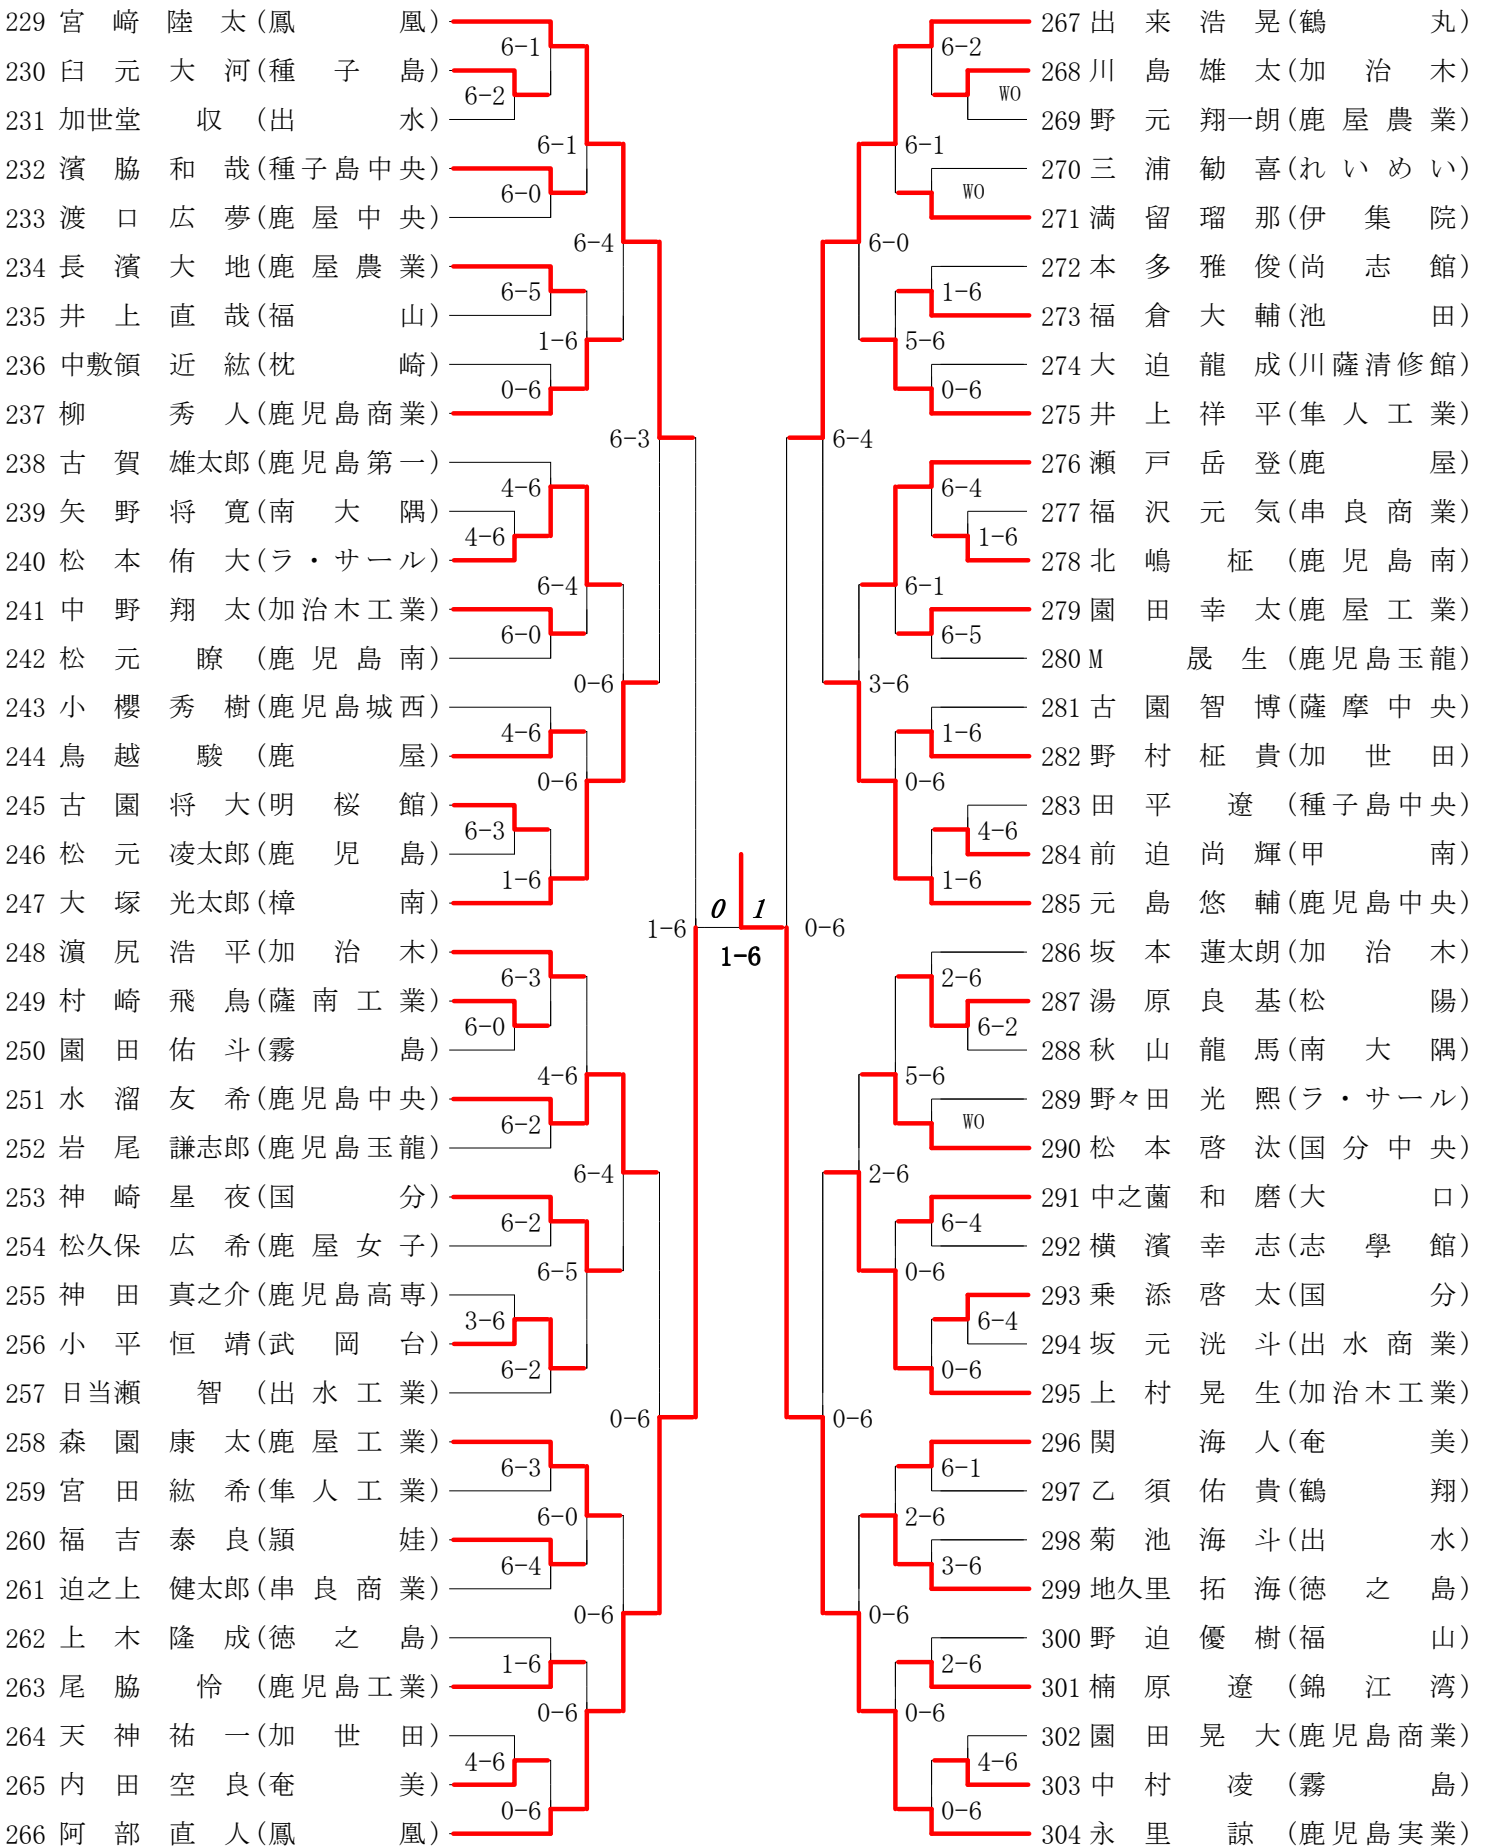 229 宮 﨑 陸 太(鳳 凰)
6-1
230 臼 元 大 河(種 子 島)
6-2
231 加世堂 収 (出 水)
6-1
232 濱 脇 和 哉(種子島中央)
6-0
233 渡 口 広 夢(鹿 屋 中 央)
6-4
234 長 濱 大 地(鹿 屋 農 業)
6-5
235 井 上 直 哉(福 山)
1-6
236 中敷領 近 紘(枕 崎)
0-6
237 柳 秀 人(鹿児島商業)
6-3
238 古 賀 雄太郎(鹿児島第一)
4-6
239 矢 野 将 寛(南 大 隅)
4-6
240 松 本 侑 大(ラ・サール)
6-4
241 中 野 翔 太(加治木工業)
6-0
242 松 元 瞭 (鹿 児 島 南)
0-6
243 小 櫻 秀 樹(鹿児島城西)
4-6
244 鳥 越 駿 (鹿 屋)
0-6
245 古 園 将 大(明 桜 館)
6-3
246 松 元 凌太郎(鹿 児 島)
1-6
247 大 塚 光太郎(樟 南)
1-6
248 濵 尻 浩 平(加 治 木)
6-3
249 村 崎 飛 鳥(薩 南 工 業)
6-0
250 園 田 佑 斗(霧 島)
4-6
251 水 溜 友 希(鹿児島中央)
6-2
252 岩 尾 謙志郎(鹿児島玉龍)
6-4
253 神 崎 星 夜(国 分)
6-2
254 松久保 広 希(鹿 屋 女 子)
6-5
255 神 田 真之介(鹿児島高専)
3-6
256 小 平 恒 靖(武 岡 台)
6-2
257 日当瀬 智 (出 水 工 業)
0-6
258 森 園 康 太(鹿 屋 工 業)
6-3
259 宮 田 紘 希(隼 人 工 業)
6-0
260 福 吉 泰 良(頴 娃)
6-4
261 迫之上 健太郎(串 良 商 業)
0-6
262 上 木 隆 成(徳 之 島)
1-6
263 尾 脇 怜 (鹿児島工業)
0-6
264 天 神 祐 一(加 世 田)
4-6
265 内 田 空 良(奄 美)
0-6
266 阿 部 直 人(鳳 凰)
0 1
1-6
267 出 来 浩 晃(鶴 丸)
6-2
268 川 島 雄 太(加 治 木)
WO
269 野 元 翔一朗(鹿 屋 農 業)
6-1
270 三 浦 勧 喜(れ い め い)
WO
271 満 留 瑠 那(伊 集 院)
6-0
272 本 多 雅 俊(尚 志 館)
1-6
273 福 倉 大 輔(池 田)
5-6
274 大 迫 龍 成(川薩清修館)
0-6
275 井 上 祥 平(隼 人 工 業)
6-4
276 瀬 戸 岳 登(鹿 屋)
6-4
277 福 沢 元 気(串 良 商 業)
1-6
278 北 嶋 柾 (鹿 児 島 南)
6-1
279 園 田 幸 太(鹿 屋 工 業)
6-5
280 M 晟 生 (鹿児島玉龍)
3-6
281 古 園 智 博(薩 摩 中 央)
1-6
282 野 村 柾 貴(加 世 田)
0-6
283 田 平 遼 (種子島中央)
4-6
284 前 迫 尚 輝(甲 南)
1-6
285 元 島 悠 輔(鹿児島中央)
0-6
286 坂 本 蓮太朗(加 治 木)
2-6
287 湯 原 良 基(松 陽)
6-2
288 秋 山 龍 馬(南 大 隅)
5-6
289 野々田 光 熙(ラ・サール)
WO
290 松 本 啓 汰(国 分 中 央)
2-6
291 中之薗 和 磨(大 口)
6-4
292 横 濱 幸 志(志 學 館)
0-6
293 乗 添 啓 太(国 分)
6-4
294 坂 元 洸 斗(出 水 商 業)
0-6
295 上 村 晃 生(加治木工業)
0-6
296 関 海 人(奄 美)
6-1
297 乙 須 佑 貴(鶴 翔)
2-6
298 菊 池 海 斗(出 水)
3-6
299 地久里 拓 海(徳 之 島)
0-6
300 野 迫 優 樹(福 山)
2-6
301 楠 原 遼 (錦 江 湾)
0-6
302 園 田 晃 大(鹿児島商業)
4-6
303 中 村 凌 (霧 島)
0-6
304 永 里 諒 (鹿児島実業)